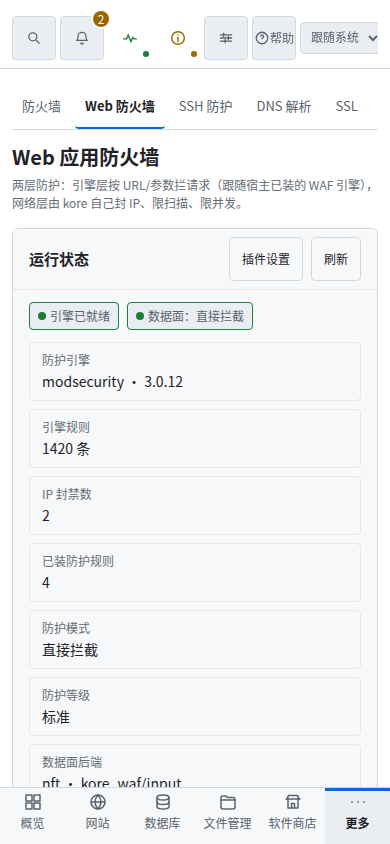 2
帮助
跟随系统
防火墙
Web 防火墙
SSH 防护
DNS 解析
SSL
Web 应用防火墙
两层防护：引擎层按 URL/参数拦请求（跟随宿主已装的 WAF 引擎），
网络层由 kore 自己封 IP、限扫描、限并发。
运行状态
插件设置
刷新
引擎已就绪
数据面：直接拦截
防护引擎
modsecurity · 3.0.12
引擎规则
1420 条
IP 封禁数
2
已装防护规则
4
防护模式
直接拦截
防护等级
标准
数据面后端
nft · kore_waf/input
概览
网站
数据库
文件管理
软件商店
更多